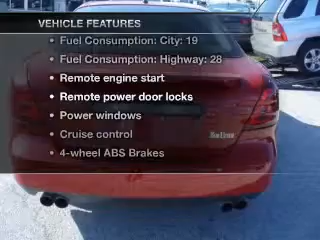 VEHICLE FEATURES
• Fuel Consumption: City: 19
• Fuel Consumption: Highway: 28
• Remote engine start
• Remote power door locks
• Power windows
• Cruise control
• 4-wheel ABS Brakes